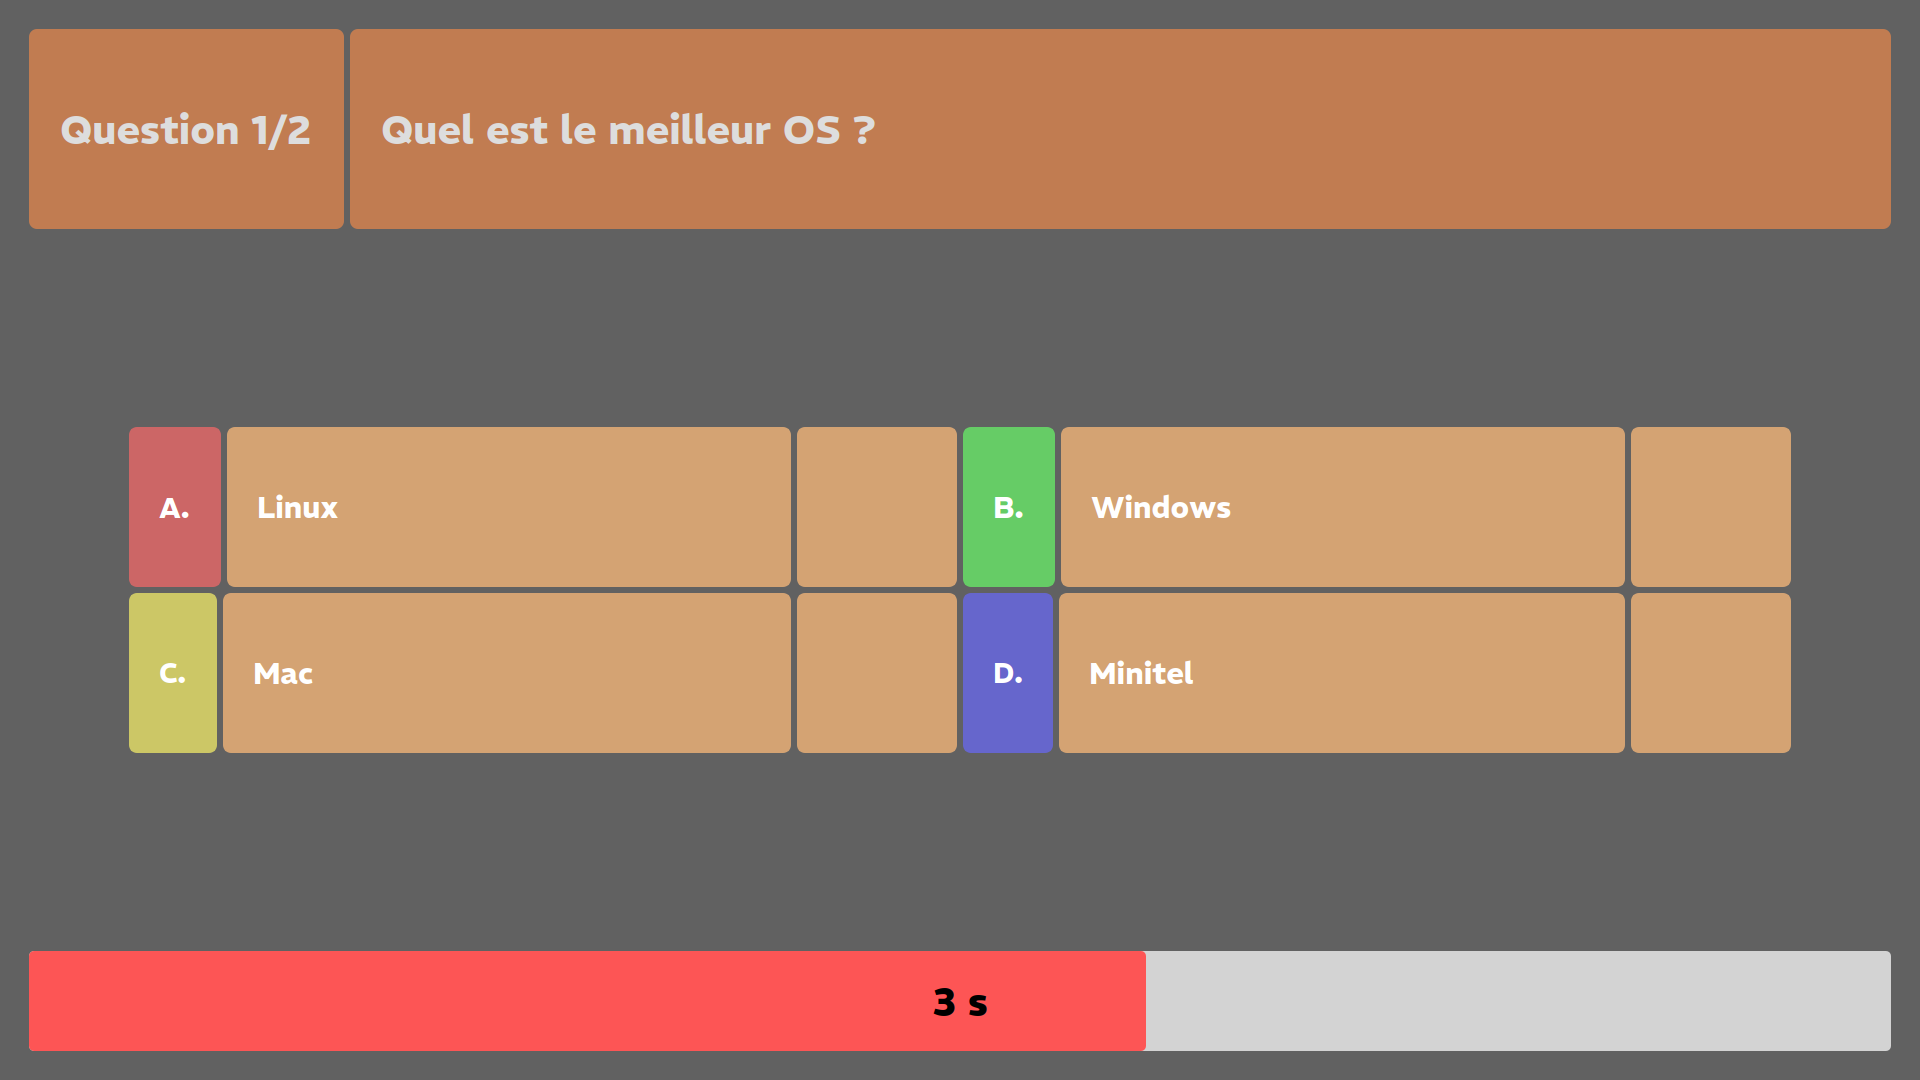 Question 1/2
Quel est le meilleur OS ?
A.
Linux
B.
Windows
C.
Mac
D.
Minitel
3 s